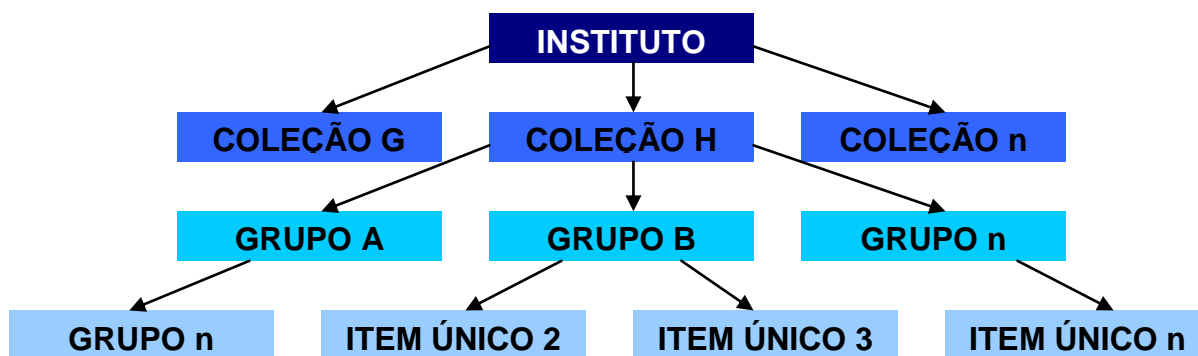 INSTITUTO
COLEÇÃO G
COLEÇÃO H
COLEÇÃO n
GRUPO A
GRUPO B
GRUPO n
GRUPO n
ITEM ÚNICO 2
ITEM ÚNICO 3
ITEM ÚNICO n